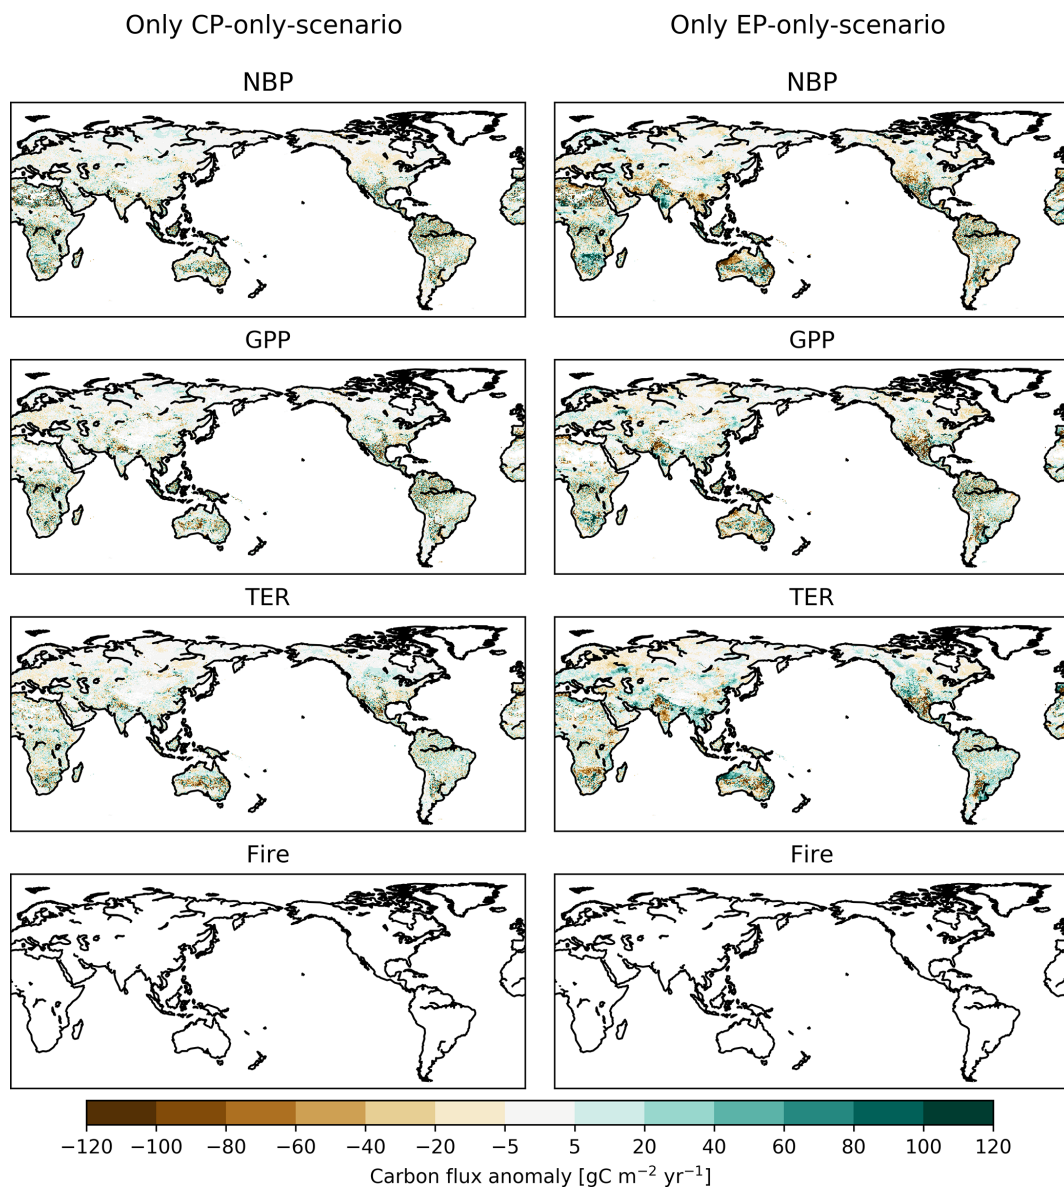 Only CP-only-scenario Only EP-only-scenario
NBP NBP
GPP GPP
TER TER
Fire Fire
−120 −100 −80 −60 −40 −20 −5 5 20 40 60 80 100 120
Carbon flux anomaly [gC m⁻² yr⁻¹]